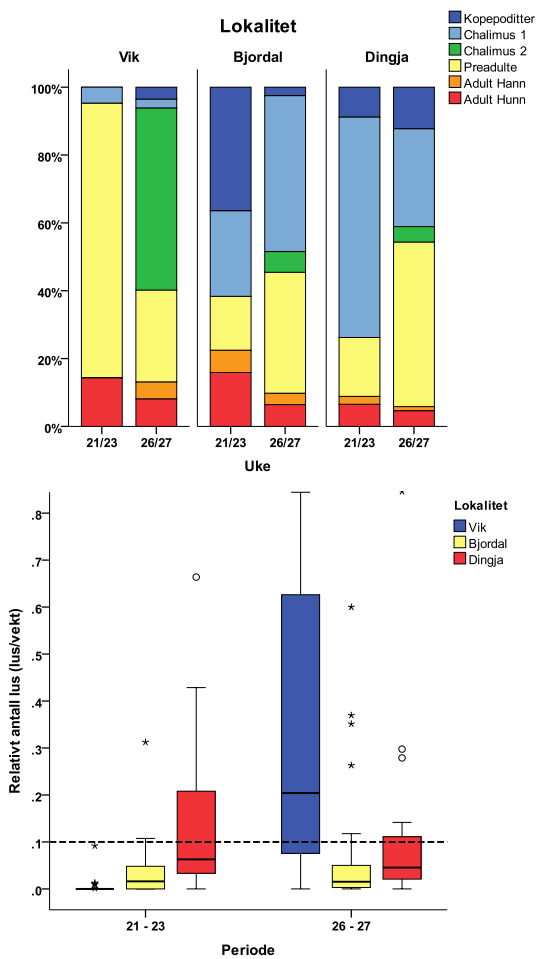 Lokalitet
Vik Bjordal Dingja
Kopepoditter
Chalimus 1
Chalimus 2
Preadulte
Adult Hann
Adult Hunn
100%
80%
60%
40%
20%
0%
21/23 26/27 21/23 26/27 21/23 26/27
Uke
Lokalitet
Vik
Bjordal
Dingja
Relativt antall lus (lus/vekt)
.8
.7
.6
.5
.4
.3
.2
.1
.0
21 - 23 26 - 27
Periode